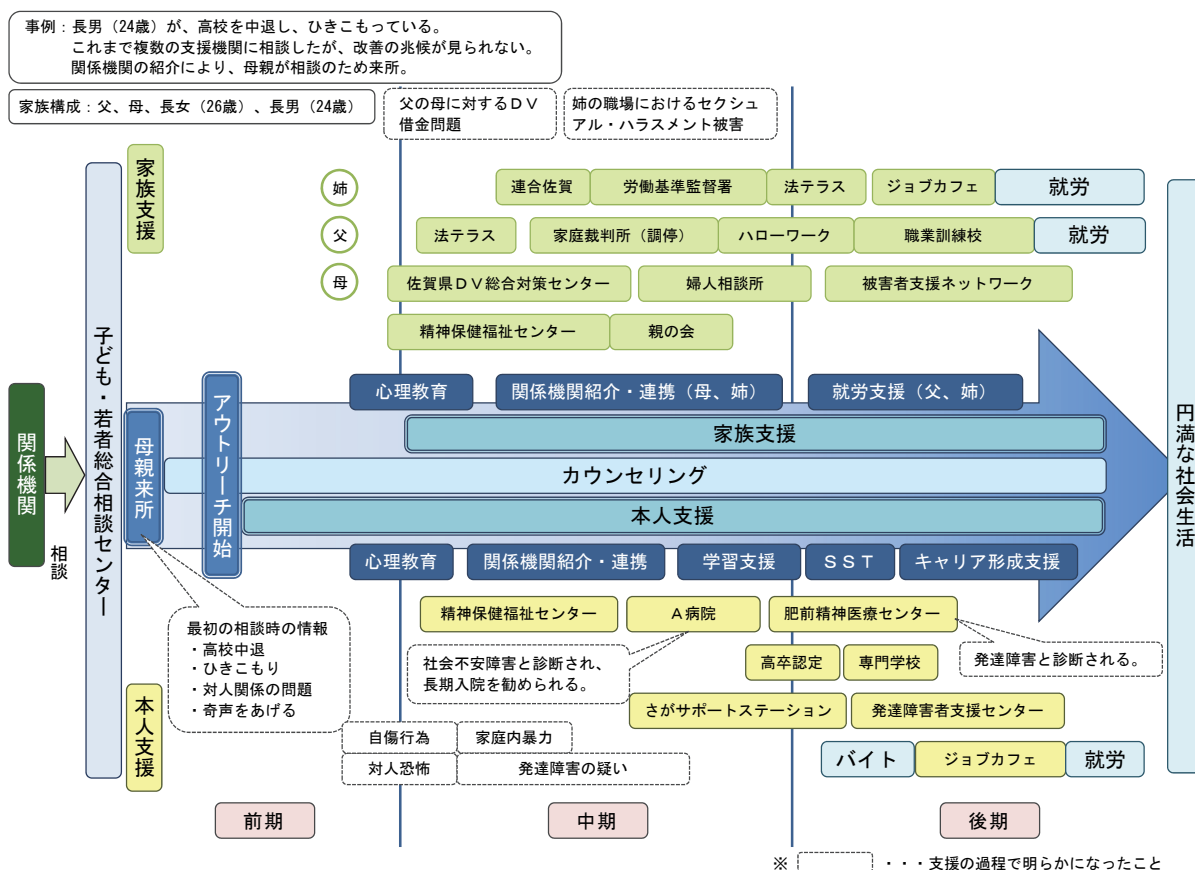 事例：長男（24歳）が、高校を中退し、ひきこもっている。
これまで複数の支援機関に相談したが、改善の兆候が見られない。
関係機関の紹介により、母親が相談のため来所。
家族構成：父、母、長女（26歳）、長男（24歳）
父の母に対するＤＶ
借金問題
姉の職場におけるセクシュ
アル・ハラスメント被害
家族支援
姉
連合佐賀
労働基準監督署
法テラス
ジョブカフェ
就労
父
法テラス
家庭裁判所（調停）
ハローワーク
職業訓練校
就労
母
佐賀県ＤＶ総合対策センター
婦人相談所
被害者支援ネットワーク
精神保健福祉センター
親の会
関係機関
相談
子ども・若者総合相談センター
母親来所
アウトリーチ開始
心理教育
関係機関紹介・連携（母、姉）
就労支援（父、姉）
家族支援
カウンセリング
本人支援
心理教育
関係機関紹介・連携
学習支援
ＳＳＴ
キャリア形成支援
円満な社会生活
精神保健福祉センター
Ａ病院
肥前精神医療センター
最初の相談時の情報
・高校中退
・ひきこもり
・対人関係の問題
・奇声をあげる
社会不安障害と診断され、
長期入院を勧められる。
高卒認定
専門学校
発達障害と診断される。
本人支援
さがサポートステーション
発達障害者支援センター
自傷行為
家庭内暴力
対人恐怖
発達障害の疑い
バイト
ジョブカフェ
就労
前期
中期
後期
※ ・・・支援の過程で明らかになったこと